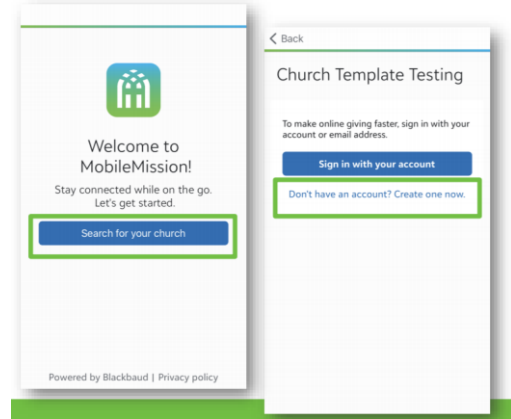 Welcome to
MobileMission!
Stay connected while on the go.
Let's get started.
Search for your church
Powered by Blackbaud | Privacy policy
Back
Church Template Testing
To make online giving faster, sign in with your
account or email address.
Sign in with your account
Don't have an account? Create one now.